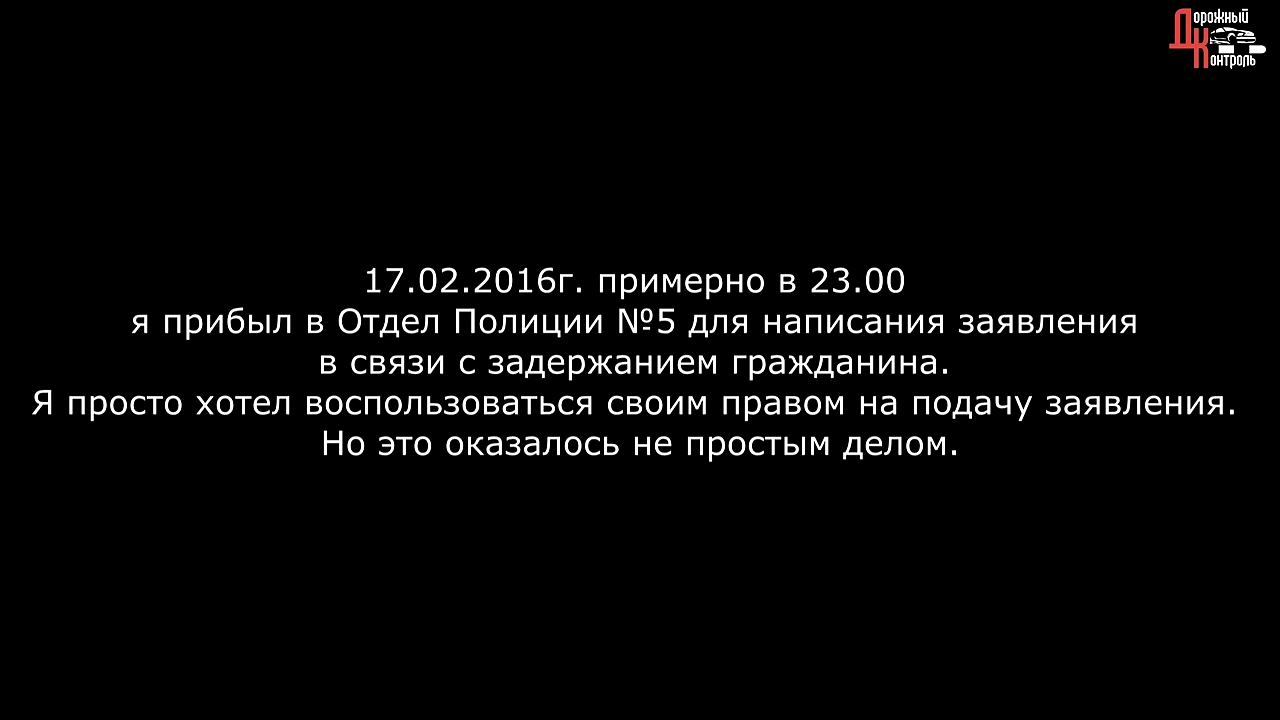 Дорожный
Контроль
17.02.2016г. примерно в 23.00
я прибыл в Отдел Полиции №5 для написания заявления
в связи с задержанием гражданина.
Я просто хотел воспользоваться своим правом на подачу заявления.
Но это оказалось не простым делом.